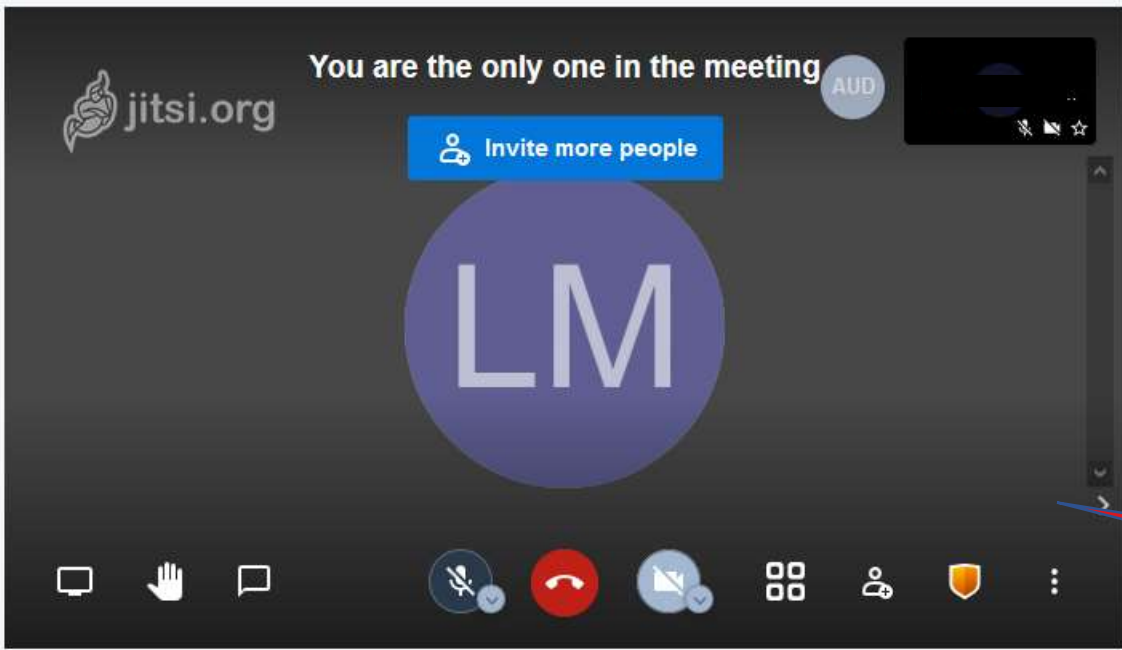 You are the only one in the meeting
AUD
jitsi.org
Invite more people
LM